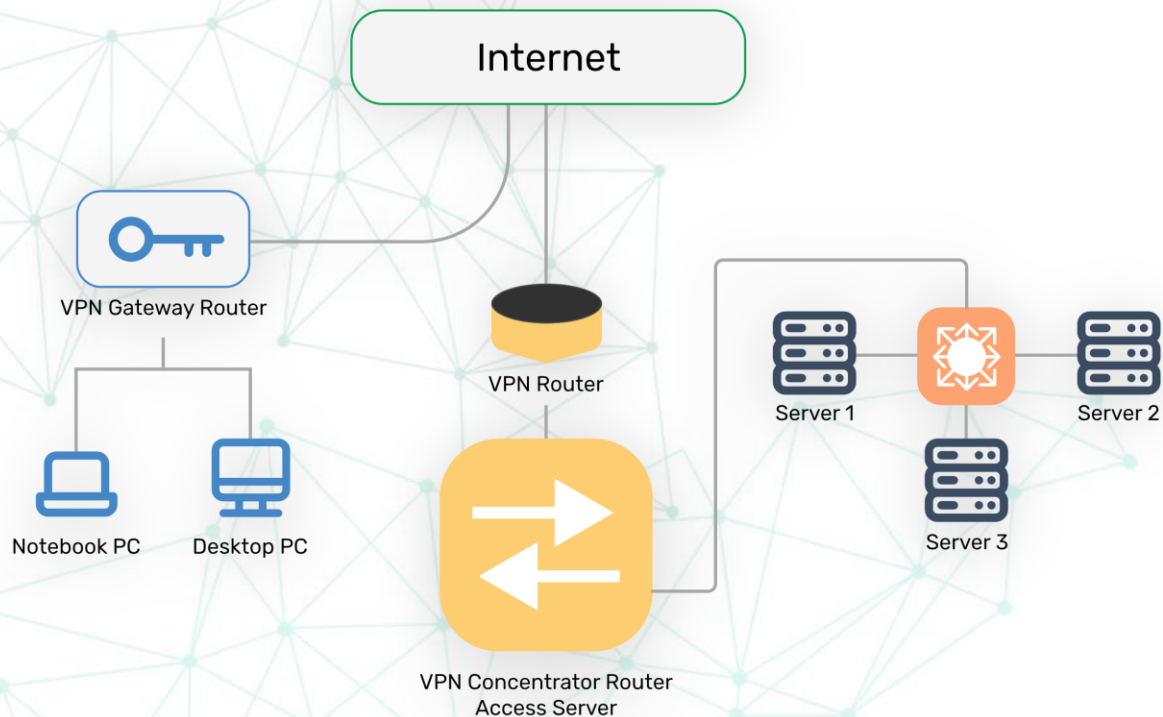 Internet
VPN Gateway Router
VPN Router
Server 1
Server 2
Notebook PC
Desktop PC
Server 3
VPN Concentrator Router
Access Server